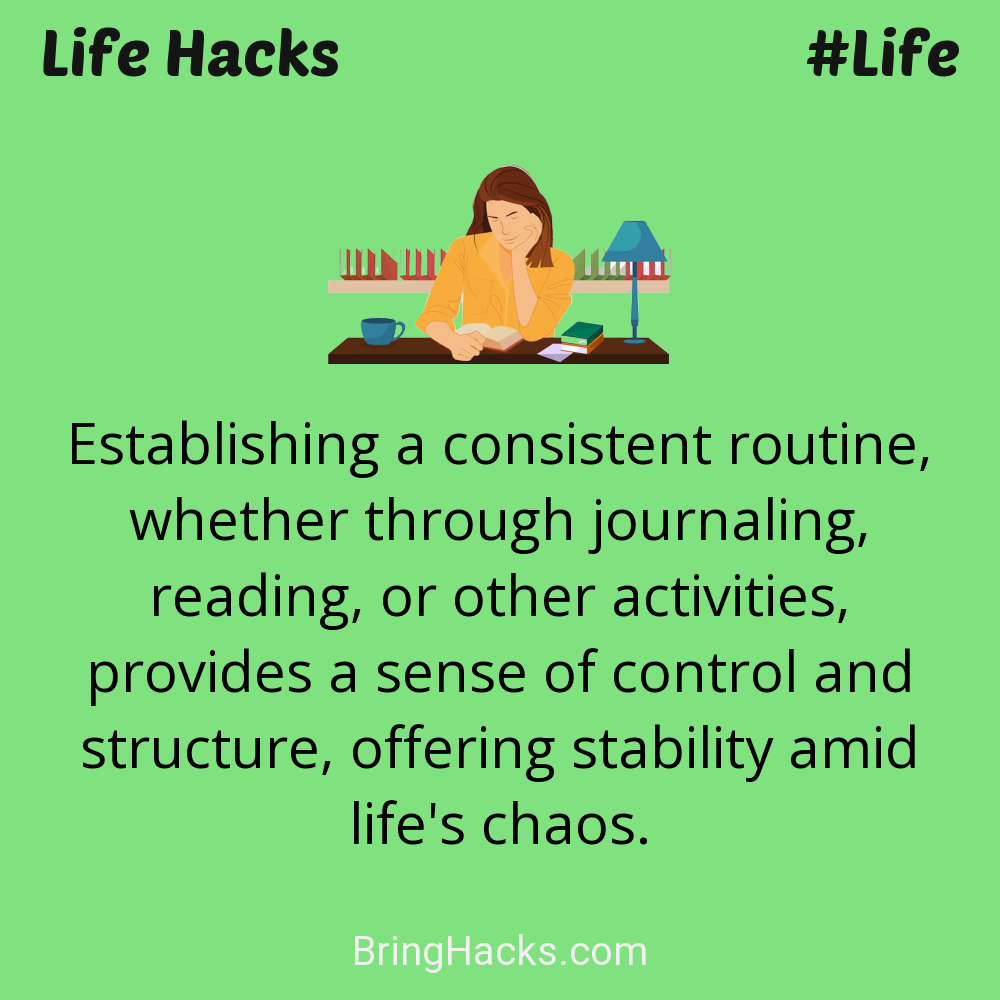 Life Hacks
#Life
Establishing a consistent routine,
whether through journaling,
reading, or other activities,
provides a sense of control and
structure, offering stability amid
life's chaos.
BringHacks.com